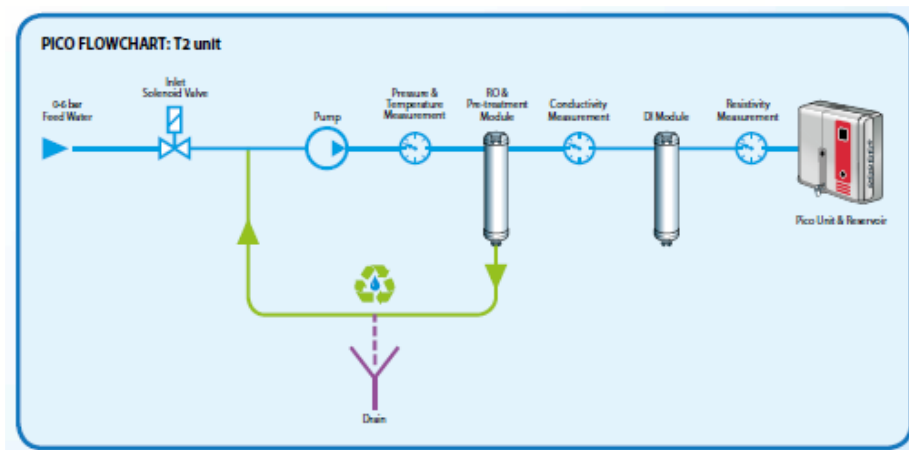 PICO FLOWCHART: T2 unit
0-6 bar
Feed Water
Inlet
Solenoid Valve
Pump
Pressure &
Temperature
Measurement
RO &
Pre-treatment
Module
Conductivity
Measurement
DI Module
Resistivity
Measurement
Pico Unit & Reservoir
Drain